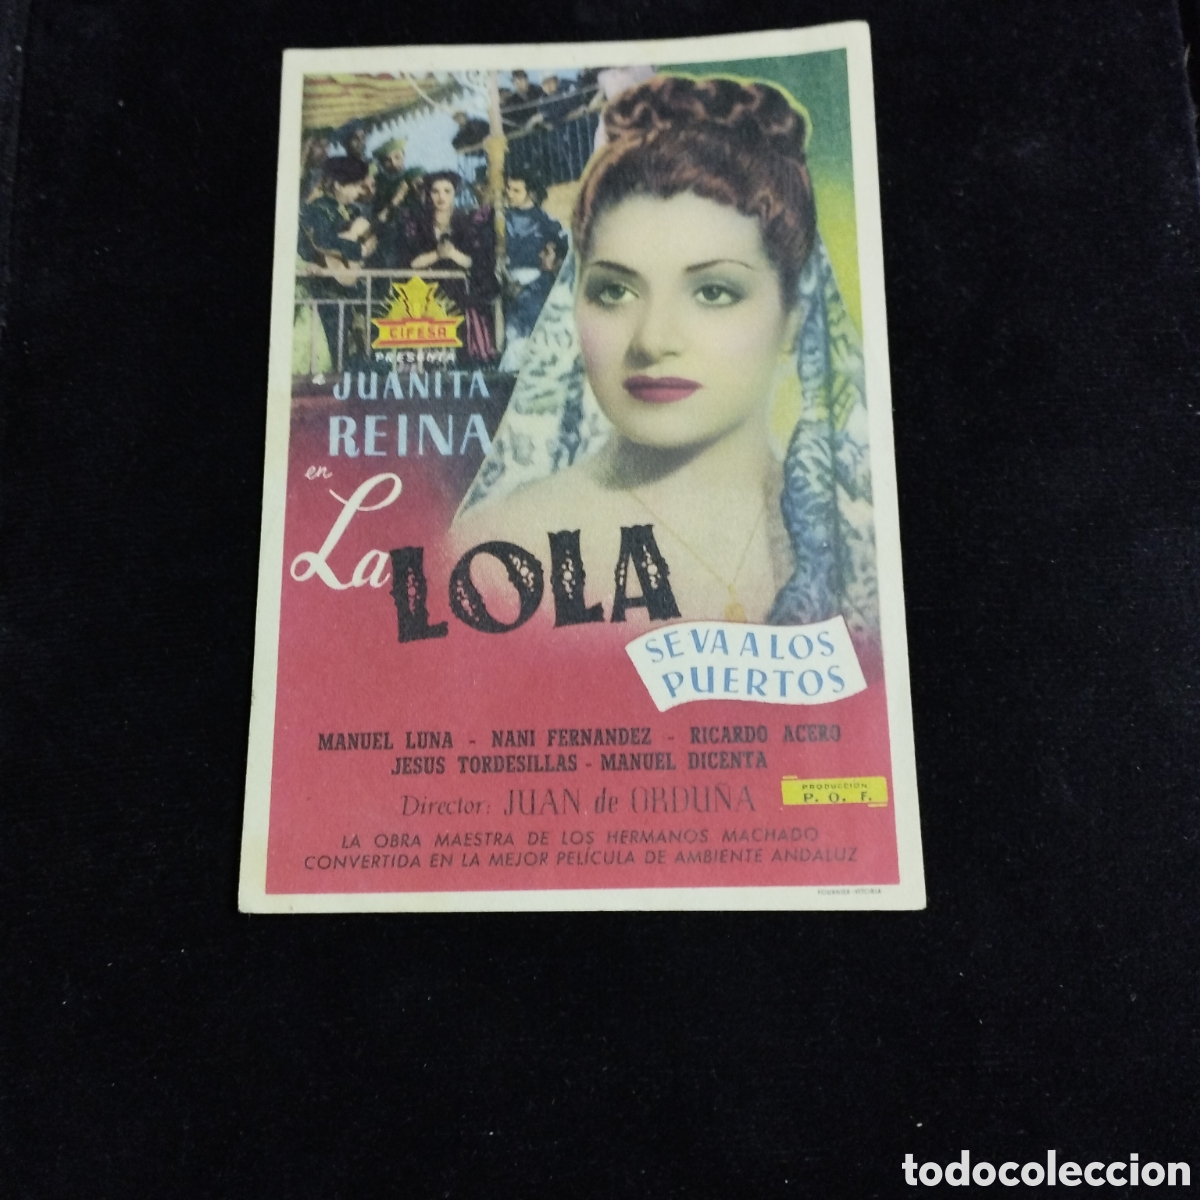 CIFESA
PRESENTA
a JUANITA
REINA
en
La LOLA
SE VA A LOS
PUERTOS
MANUEL LUNA - NANI FERNANDEZ - RICARDO ACERO
JESUS TORDESILLAS - MANUEL DICENTA
Director: JUAN de ORDUÑA
PRODUCCION
P. O. F.
LA OBRA MAESTRA DE LOS HERMANOS MACHADO
CONVERTIDA EN LA MEJOR PELÍCULA DE AMBIENTE ANDALUZ
FOURNIER-VITORIA
todocoleccion